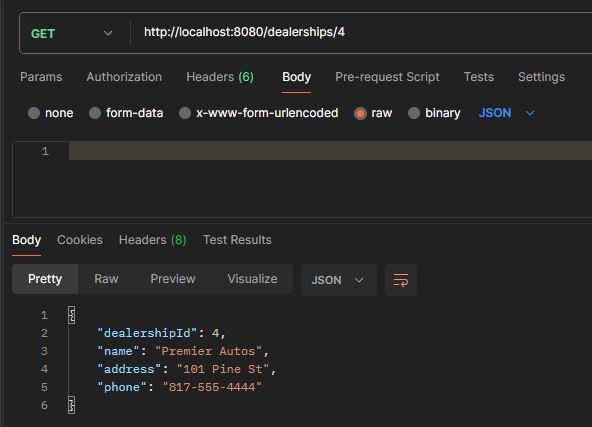 GET http://localhost:8080/dealerships/4
Params Authorization Headers (6) Body Pre-request Script Tests Settings
none form-data x-www-form-urlencoded raw binary JSON
1
Body Cookies Headers (8) Test Results
Pretty Raw Preview Visualize JSON
1 {
2 "dealershipId": 4,
3 "name": "Premier Autos",
4 "address": "101 Pine St",
5 "phone": "817-555-4444"
6 }